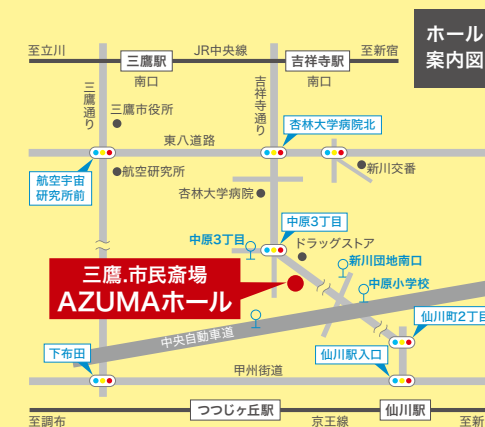 ホール
案内図
至立川
三鷹駅
JR中央線
吉祥寺駅
至新宿
南口
南口
三鷹通り
吉祥寺通り
三鷹市役所
杏林大学病院北
東八道路
航空宇宙
研究所前
航空研究所
新川交番
杏林大学病院
中原3丁目
中原3丁目
ドラッグストア
新川団地南口
三鷹.市民斎場
AZUMAホール
中原小学校
仙川町2丁目
中央自動車道
下布田
仙川駅入口
甲州街道
つつじヶ丘駅
仙川駅
至調布
京王線
至新